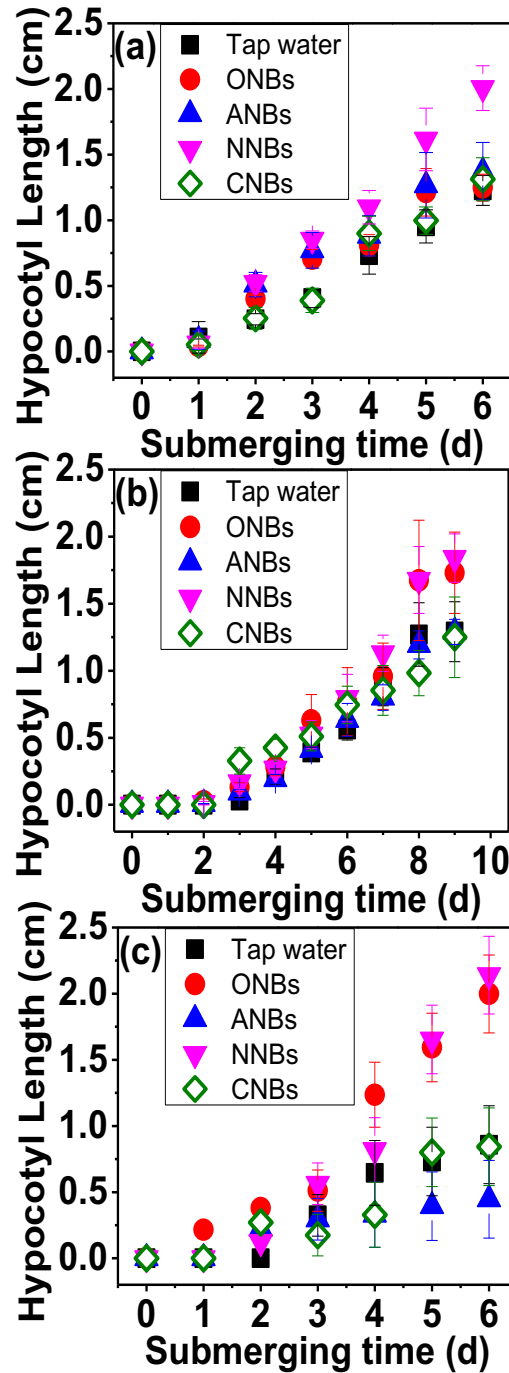 (a)
Hypocotyl Length (cm)
2.5
2.0
1.5
1.0
0.5
0.0
Tap water
ONBs
ANBs
NNBs
CNBs
0 1 2 3 4 5 6
Submerging time (d)
(b)
Hypocotyl Length (cm)
2.5
2.0
1.5
1.0
0.5
0.0
Tap water
ONBs
ANBs
NNBs
CNBs
0 2 4 6 8 10
Submerging time (d)
(c)
Hypocotyl Length (cm)
2.5
2.0
1.5
1.0
0.5
0.0
Tap water
ONBs
ANBs
NNBs
CNBs
0 1 2 3 4 5 6
Submerging time (d)